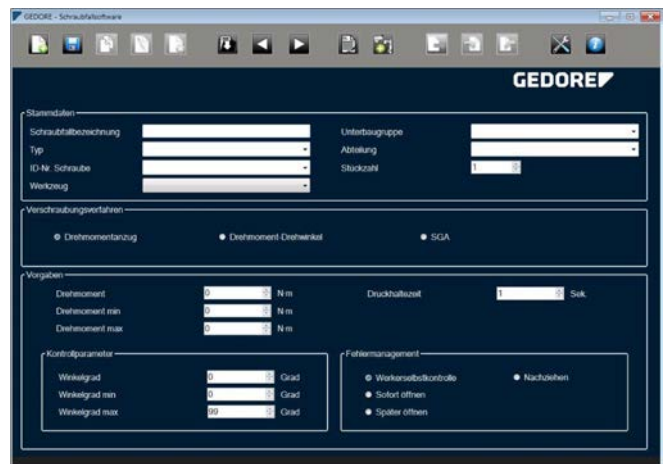 GEDORE - Schraubfallsoftware
GEDORE
Stammdaten
Schraubfallbezeichnung
Unterbaugruppe
Typ
Abteilung
ID-Nr. Schraube
Stückzahl 1
Werkzeug
Verschraubungsverfahren
Drehmomentanzug Drehmoment-Drehwinkel SGA
Vorgaben
Drehmoment 0 N·m Druckhaltezeit 1 Sek.
Drehmoment min 0 N·m
Drehmoment max 0 N·m
Kontrollparameter
Winkelgrad 0 Grad
Winkelgrad min 0 Grad
Winkelgrad max 99 Grad
Fehlermanagement
Werkerselbstkontrolle Nachziehen
Sofort öffnen
Später öffnen